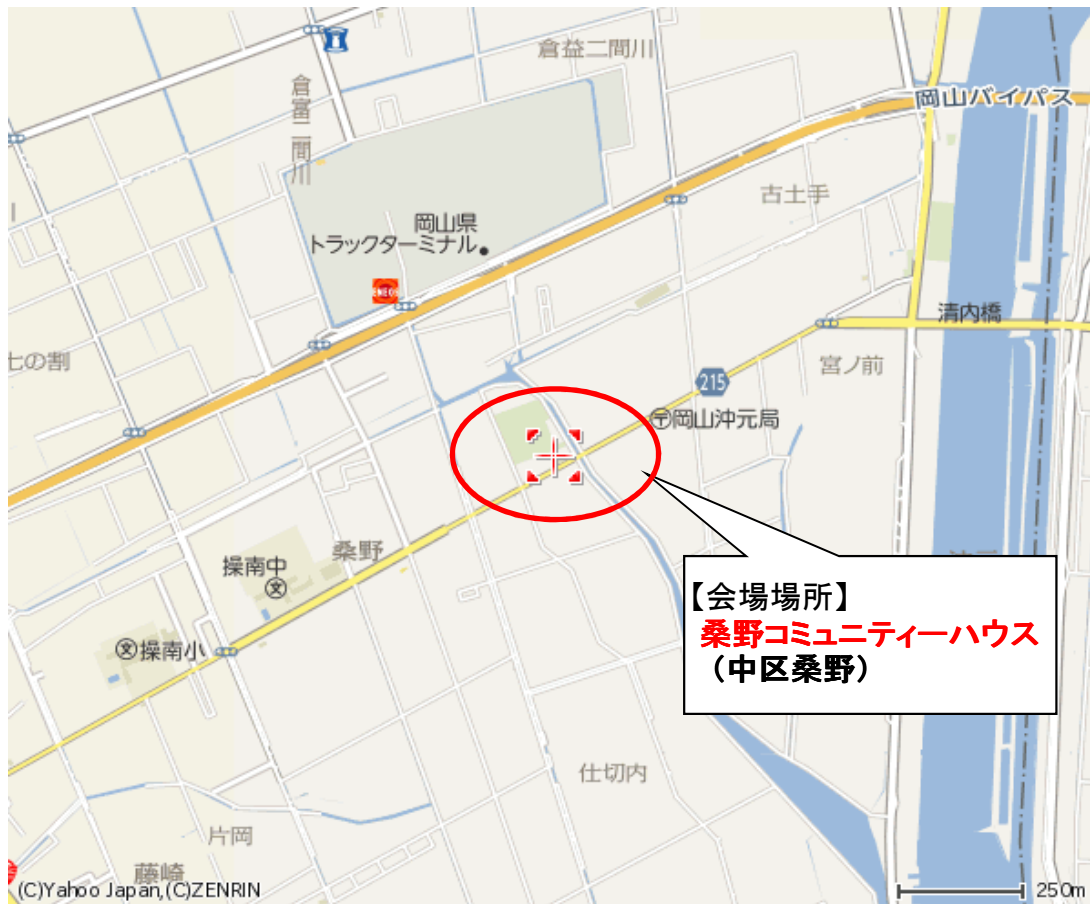 倉益二間川
倉富二間川
岡山バイパス
古土手
岡山県
トラックターミナル
ENEOS
清内橋
七の割
宮ノ前
215
〒岡山沖元局
桑野
操南中
文
【会場場所】
桑野コミュニティーハウス
(中区桑野)
文操南小
仕切内
片岡
藤崎
(C)Yahoo Japan,(C)ZENRIN
250m